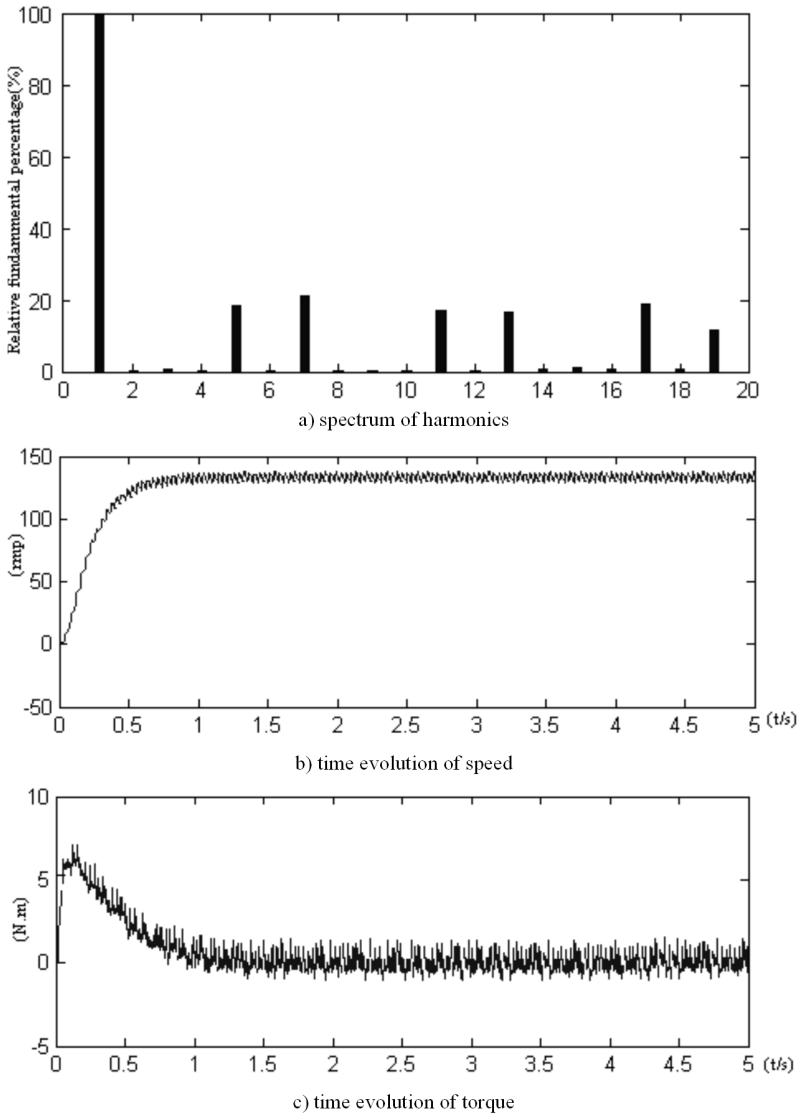 100
80
60
40
20
0
Relative fundammental percentage(%)
0 2 4 6 8 10 12 14 16 18 20
a) spectrum of harmonics
150
100
50
0
-50
(rmp)
0 0.5 1 1.5 2 2.5 3 3.5 4 4.5 5 (t/s)
b) time evolution of speed
10
5
0
-5
(N.m)
0 0.5 1 1.5 2 2.5 3 3.5 4 4.5 5 (t/s)
c) time evolution of torque